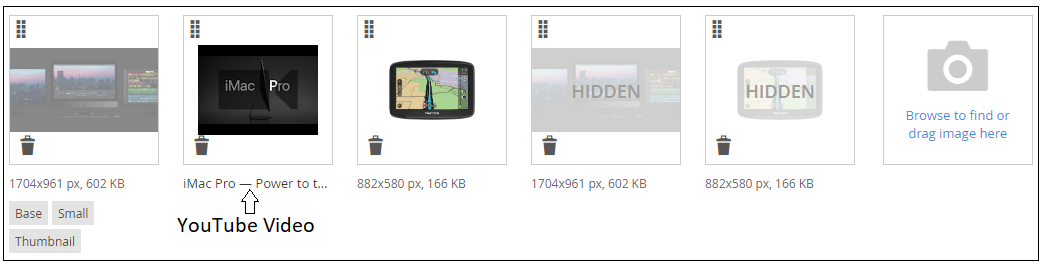 iMac Pro
HIDDEN
HIDDEN
Browse to find or
drag image here
1704x961 px, 602 KB
iMac Pro — Power to t...
882x580 px, 166 KB
1704x961 px, 602 KB
882x580 px, 166 KB
Base
Small
Thumbnail
YouTube Video